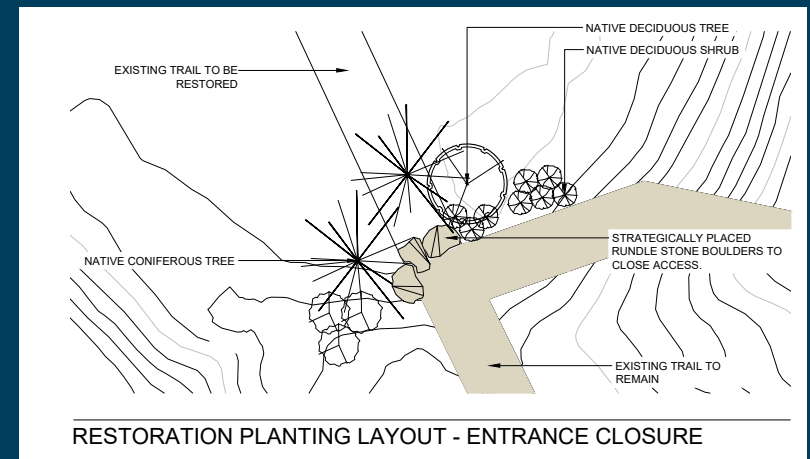 NATIVE DECIDUOUS TREE
NATIVE DECIDUOUS SHRUB
EXISTING TRAIL TO BE
RESTORED
STRATEGICALLY PLACED
RUNDLE STONE BOULDERS TO
CLOSE ACCESS.
NATIVE CONIFEROUS TREE
EXISTING TRAIL TO
REMAIN
RESTORATION PLANTING LAYOUT - ENTRANCE CLOSURE